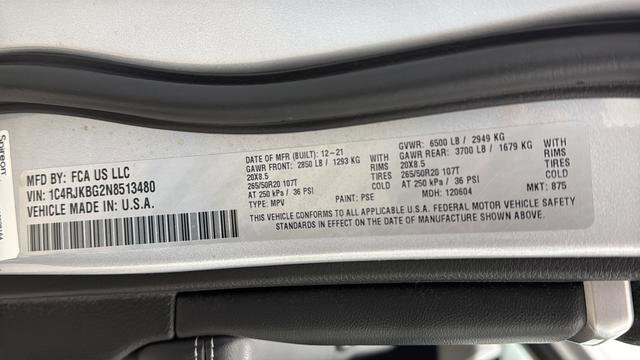 Spireon
MFD BY: FCA US LLC
VIN: 1C4RJKBG2N8513480
VEHICLE MADE IN: U.S.A.
DATE OF MFR (BUILT): 12-21
GAWR FRONT: 2850 LB / 1293 KG WITH
20X8.5 RIMS
265/50R20 107T TIRES
AT 250 kPa / 36 PSI COLD
TYPE: MPV PAINT: PSE
GVWR: 6500 LB / 2949 KG
GAWR REAR: 3700 LB / 1679 KG WITH
20X8.5 RIMS
265/50R20 107T TIRES
AT 250 kPa / 36 PSI COLD
MDH: 120604 MKT: 875
THIS VEHICLE CONFORMS TO ALL APPLICABLE U.S.A. FEDERAL MOTOR VEHICLE SAFETY
STANDARDS IN EFFECT ON THE DATE OF MANUFACTURE SHOWN ABOVE